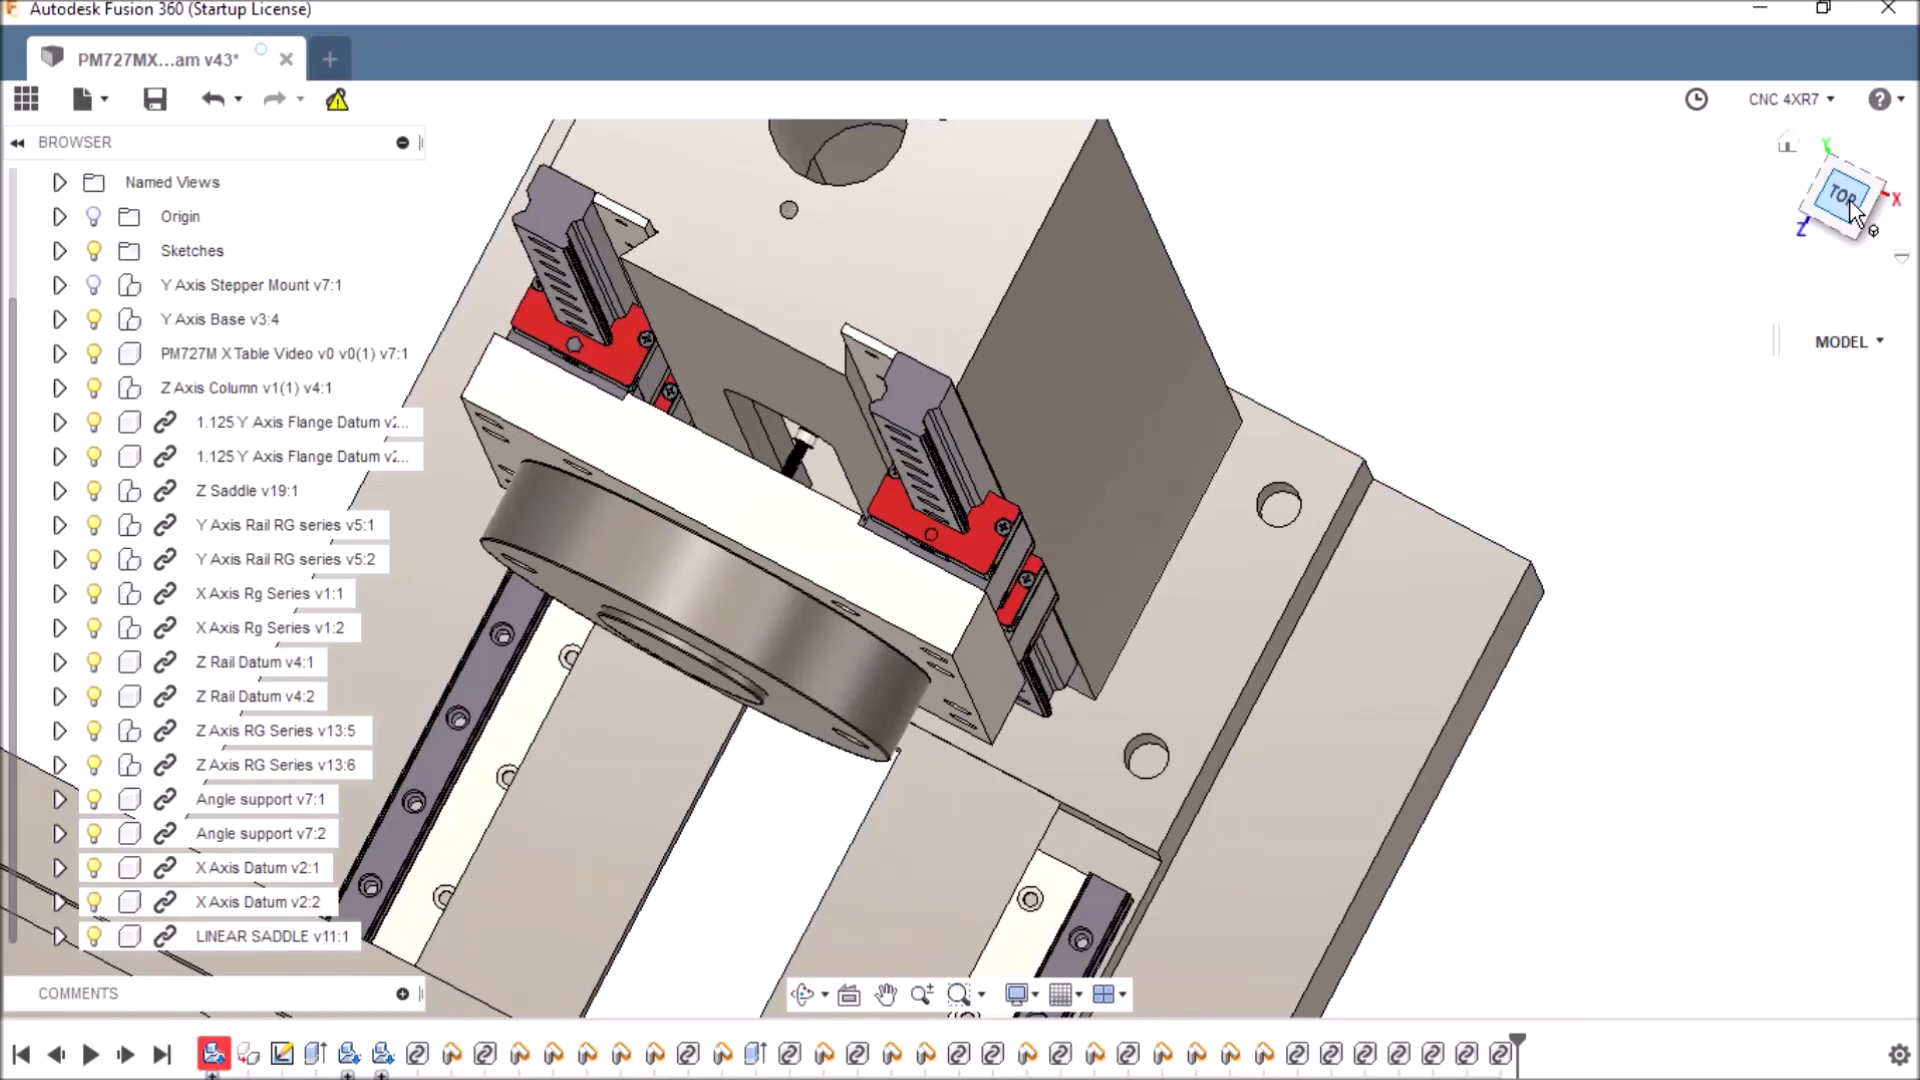 Autodesk Fusion 360 (Startup License)
PM727MX...am v43*
CNC 4XR7
BROWSER
Named Views
Origin
Sketches
Y Axis Stepper Mount v7:1
Y Axis Base v3:4
PM727M X Table Video v0 v0(1) v7:1
Z Axis Column v1(1) v4:1
1.125 Y Axis Flange Datum v2...
1.125 Y Axis Flange Datum v2...
Z Saddle v19:1
Y Axis Rail RG series v5:1
Y Axis Rail RG series v5:2
X Axis Rg Series v1:1
X Axis Rg Series v1:2
Z Rail Datum v4:1
Z Rail Datum v4:2
Z Axis RG Series v13:5
Z Axis RG Series v13:6
Angle support v7:1
Angle support v7:2
X Axis Datum v2:1
X Axis Datum v2:2
LINEAR SADDLE v11:1
COMMENTS
Y
TOP
X
Z
MODEL